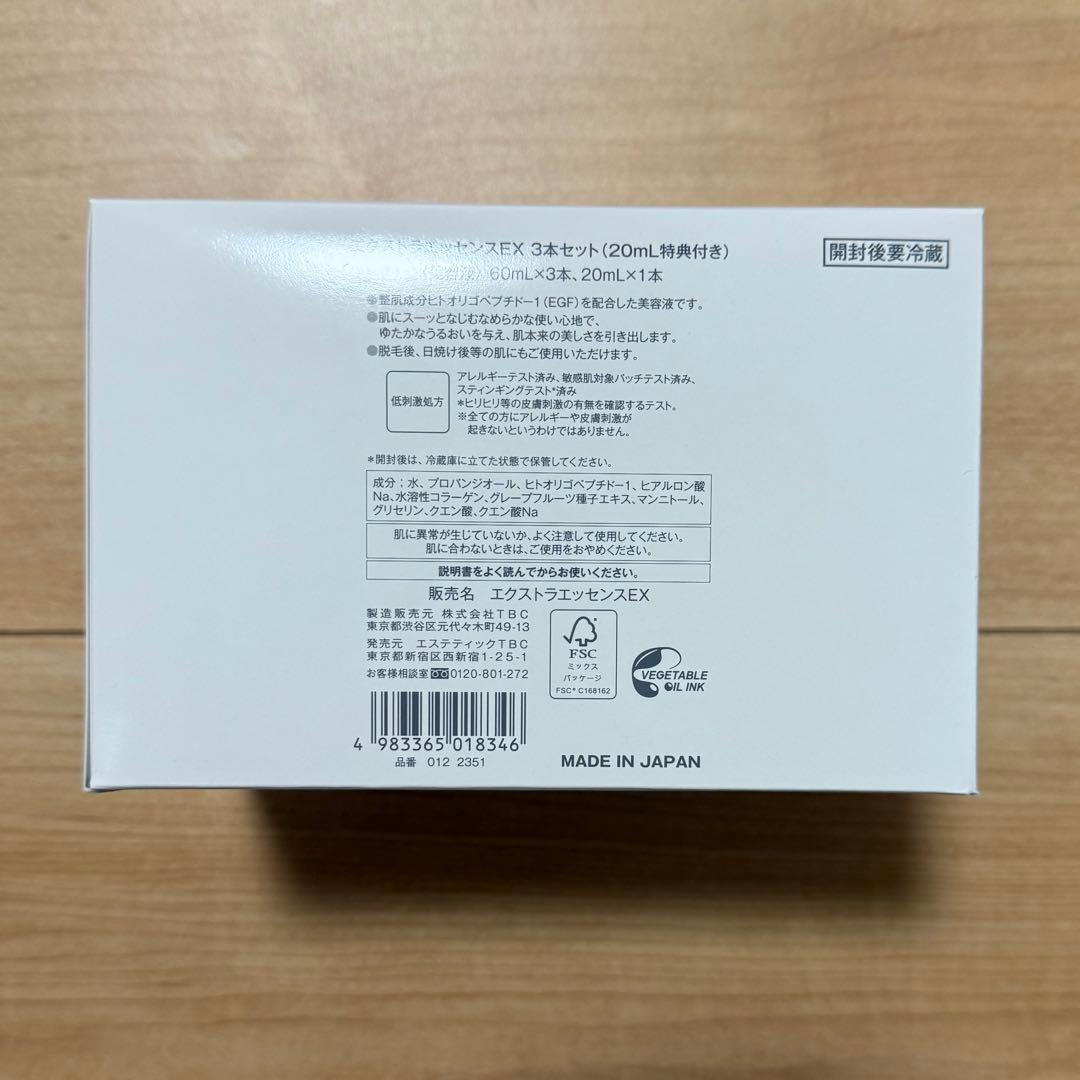 エッセンスEX 3本セット(20mL特典付き)
開封後要冷蔵
60mL×3本、20mL×1本
●整肌成分ヒトオリゴペプチド-1(EGF)を配合した美容液です。
●肌にスーッとなじむなめらかな使い心地で、
ゆたかなうるおいを与え、肌本来の美しさを引き出します。
●脱毛後、日焼け後等の肌にもご使用いただけます。
低刺激処方
アレルギーテスト済み、敏感肌対象パッチテスト済み、
スティンギングテスト*済み
*ヒリヒリ等の皮膚刺激の有無を確認するテスト。
※全ての方にアレルギーや皮膚刺激が
起きないというわけではありません。
*開封後は、冷蔵庫に立てた状態で保管してください。
成分:水、プロパンジオール、ヒトオリゴペプチド-1、ヒアルロン酸
Na、水溶性コラーゲン、グレープフルーツ種子エキス、マンニトール、
グリセリン、クエン酸、クエン酸Na
肌に異常が生じていないか、よく注意して使用してください。
肌に合わないときは、ご使用をおやめください。
説明書をよく読んでからお使いください。
販売名 エクストラエッセンスEX
製造販売元 株式会社TBC
東京都渋谷区元代々木町49-13
発売元 エステティックTBC
東京都新宿区西新宿1-25-1
お客様相談室 0120-801-272
FSC
ミックス
パッケージ
FSC® C168162
VEGETABLE
OIL INK
4 983365 018346
品番 012 2351
MADE IN JAPAN